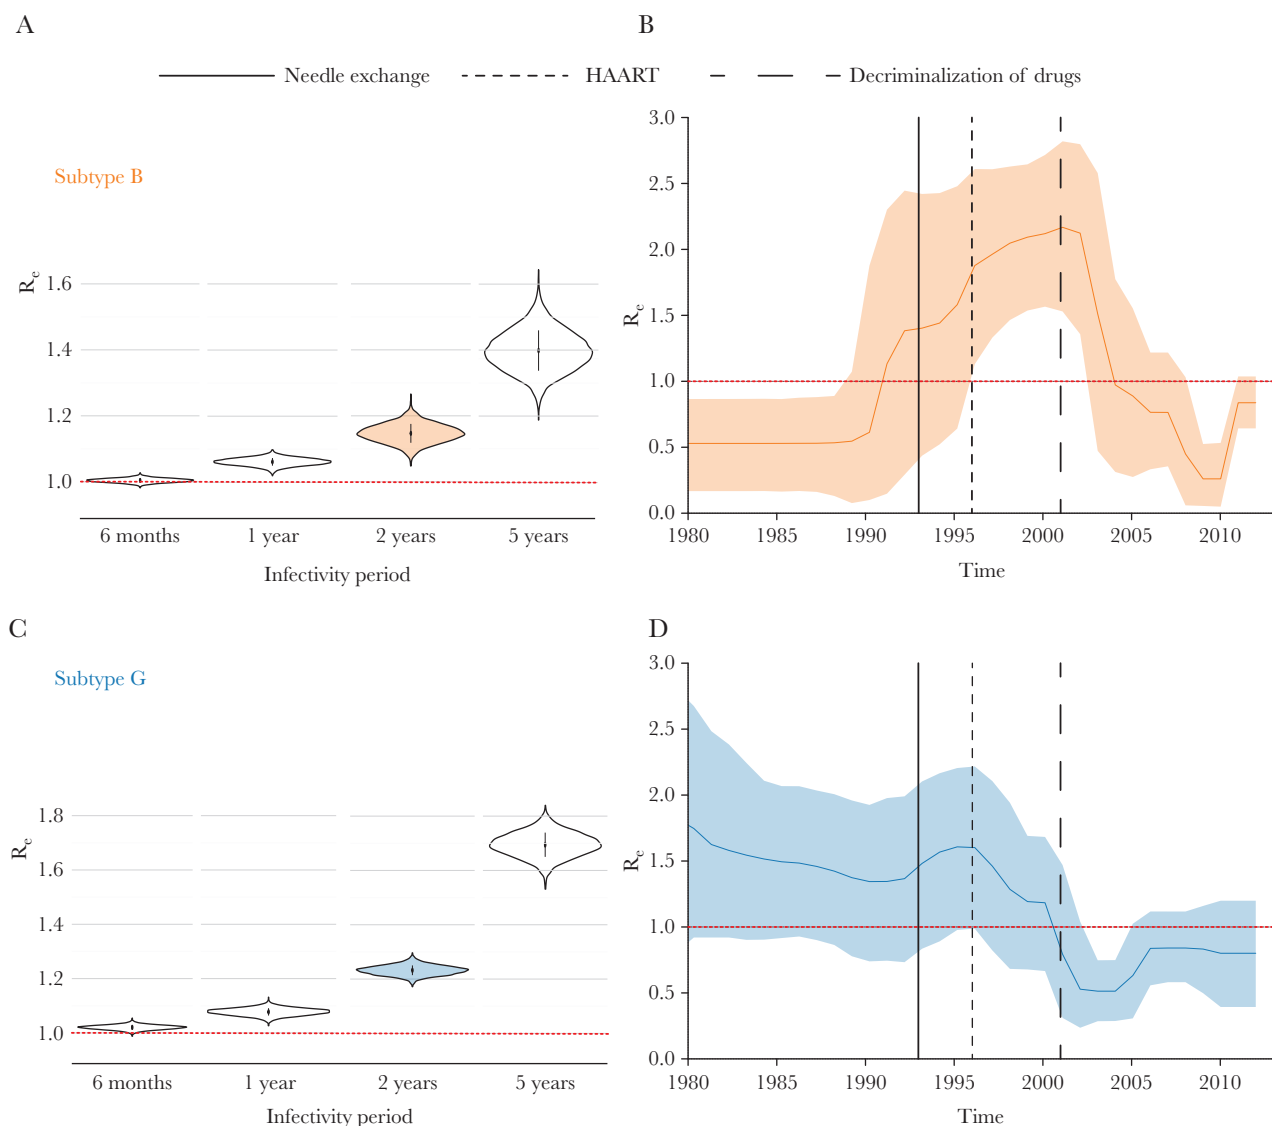 A
B
Needle exchange
HAART
Decriminalization of drugs
Subtype B
Re
1.6
1.4
1.2
1.0
6 months
1 year
2 years
5 years
Infectivity period
Re
3.0
2.5
2.0
1.5
1.0
0.5
0.0
1980
1985
1990
1995
2000
2005
2010
Time
C
D
Subtype G
Re
1.8
1.6
1.4
1.2
1.0
6 months
1 year
2 years
5 years
Infectivity period
Re
3.0
2.5
2.0
1.5
1.0
0.5
0.0
1980
1985
1990
1995
2000
2005
2010
Time